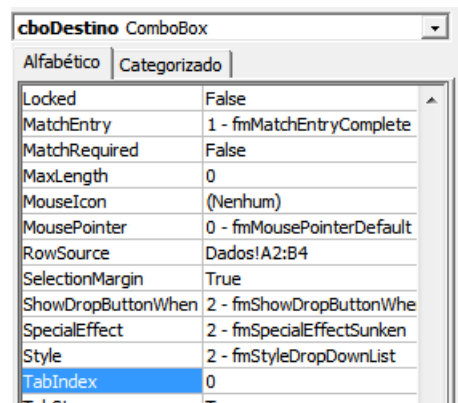 cboDestino ComboBox
Alfabético Categorizado
Locked False
MatchEntry 1 - fmMatchEntryComplete
MatchRequired False
MaxLength 0
MouseIcon (Nenhum)
MousePointer 0 - fmMousePointerDefault
RowSource Dados!A2:B4
SelectionMargin True
ShowDropButtonWhen 2 - fmShowDropButtonWhe
SpecialEffect 2 - fmSpecialEffectSunken
Style 2 - fmStyleDropDownList
TabIndex 0